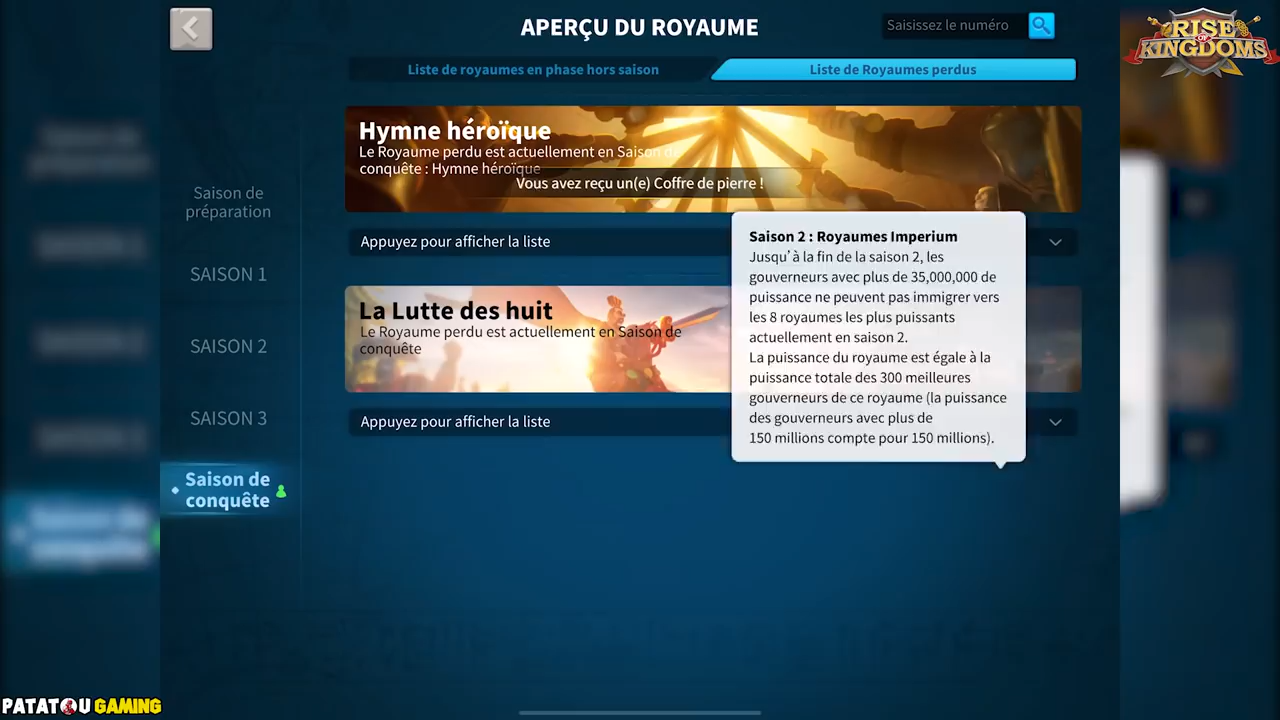 APERÇU DU ROYAUME
Saisissez le numéro
RISE
OF
KINGDOMS
Liste de royaumes en phase hors saison
Liste de Royaumes perdus
Saison de
préparation
SAISON 1
SAISON 2
SAISON 3
Saison de
conquête
Hymne héroïque
Le Royaume perdu est actuellement en Saison de
conquête : Hymne héroïque
Vous avez reçu un(e) Coffre de pierre !
Appuyez pour afficher la liste
La Lutte des huit
Le Royaume perdu est actuellement en Saison de
conquête
Appuyez pour afficher la liste
Saison 2 : Royaumes Imperium
Jusqu'à la fin de la saison 2, les
gouverneurs avec plus de 35,000,000 de
puissance ne peuvent pas immigrer vers
les 8 royaumes les plus puissants
actuellement en saison 2.
La puissance du royaume est égale à la
puissance totale des 300 meilleures
gouverneurs de ce royaume (la puissance
des gouverneurs avec plus de
150 millions compte pour 150 millions).
PATATOU GAMING